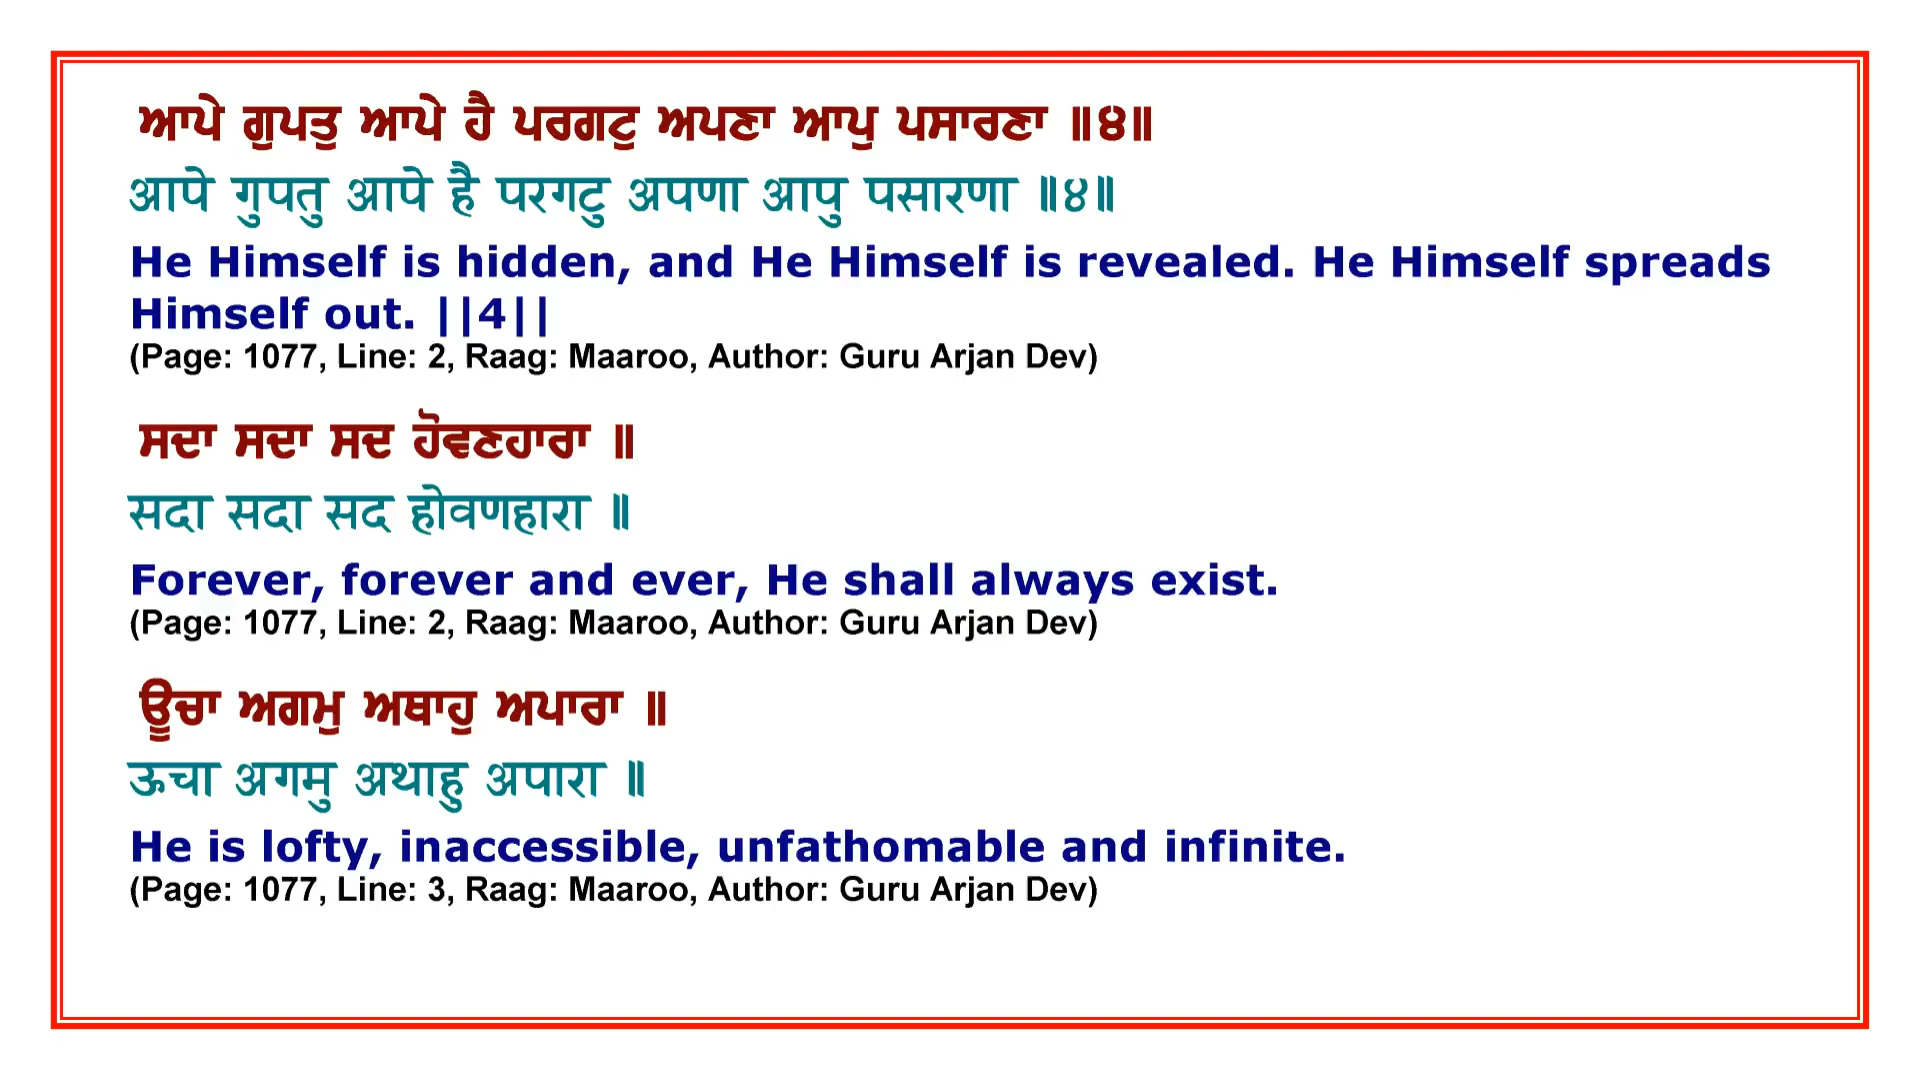 ਆਪੇ ਗੁਪਤੁ ਆਪੇ ਹੈ ਪਰਗਟੁ ਅਪਣਾ ਆਪੁ ਪਸਾਰਣਾ ॥੪॥
आपे गुपतु आपे है परगटु अपणा आपु पसारणा ॥४॥
He Himself is hidden, and He Himself is revealed. He Himself spreads
Himself out. ||4||
(Page: 1077, Line: 2, Raag: Maaroo, Author: Guru Arjan Dev)
ਸਦਾ ਸਦਾ ਸਦ ਹੋਵਣਹਾਰਾ ॥
सदा सदा सद होवणहारा ॥
Forever, forever and ever, He shall always exist.
(Page: 1077, Line: 2, Raag: Maaroo, Author: Guru Arjan Dev)
ਊਚਾ ਅਗਮੁ ਅਥਾਹੁ ਅਪਾਰਾ ॥
ऊचा अगमु अथाहु अपारा ॥
He is lofty, inaccessible, unfathomable and infinite.
(Page: 1077, Line: 3, Raag: Maaroo, Author: Guru Arjan Dev)